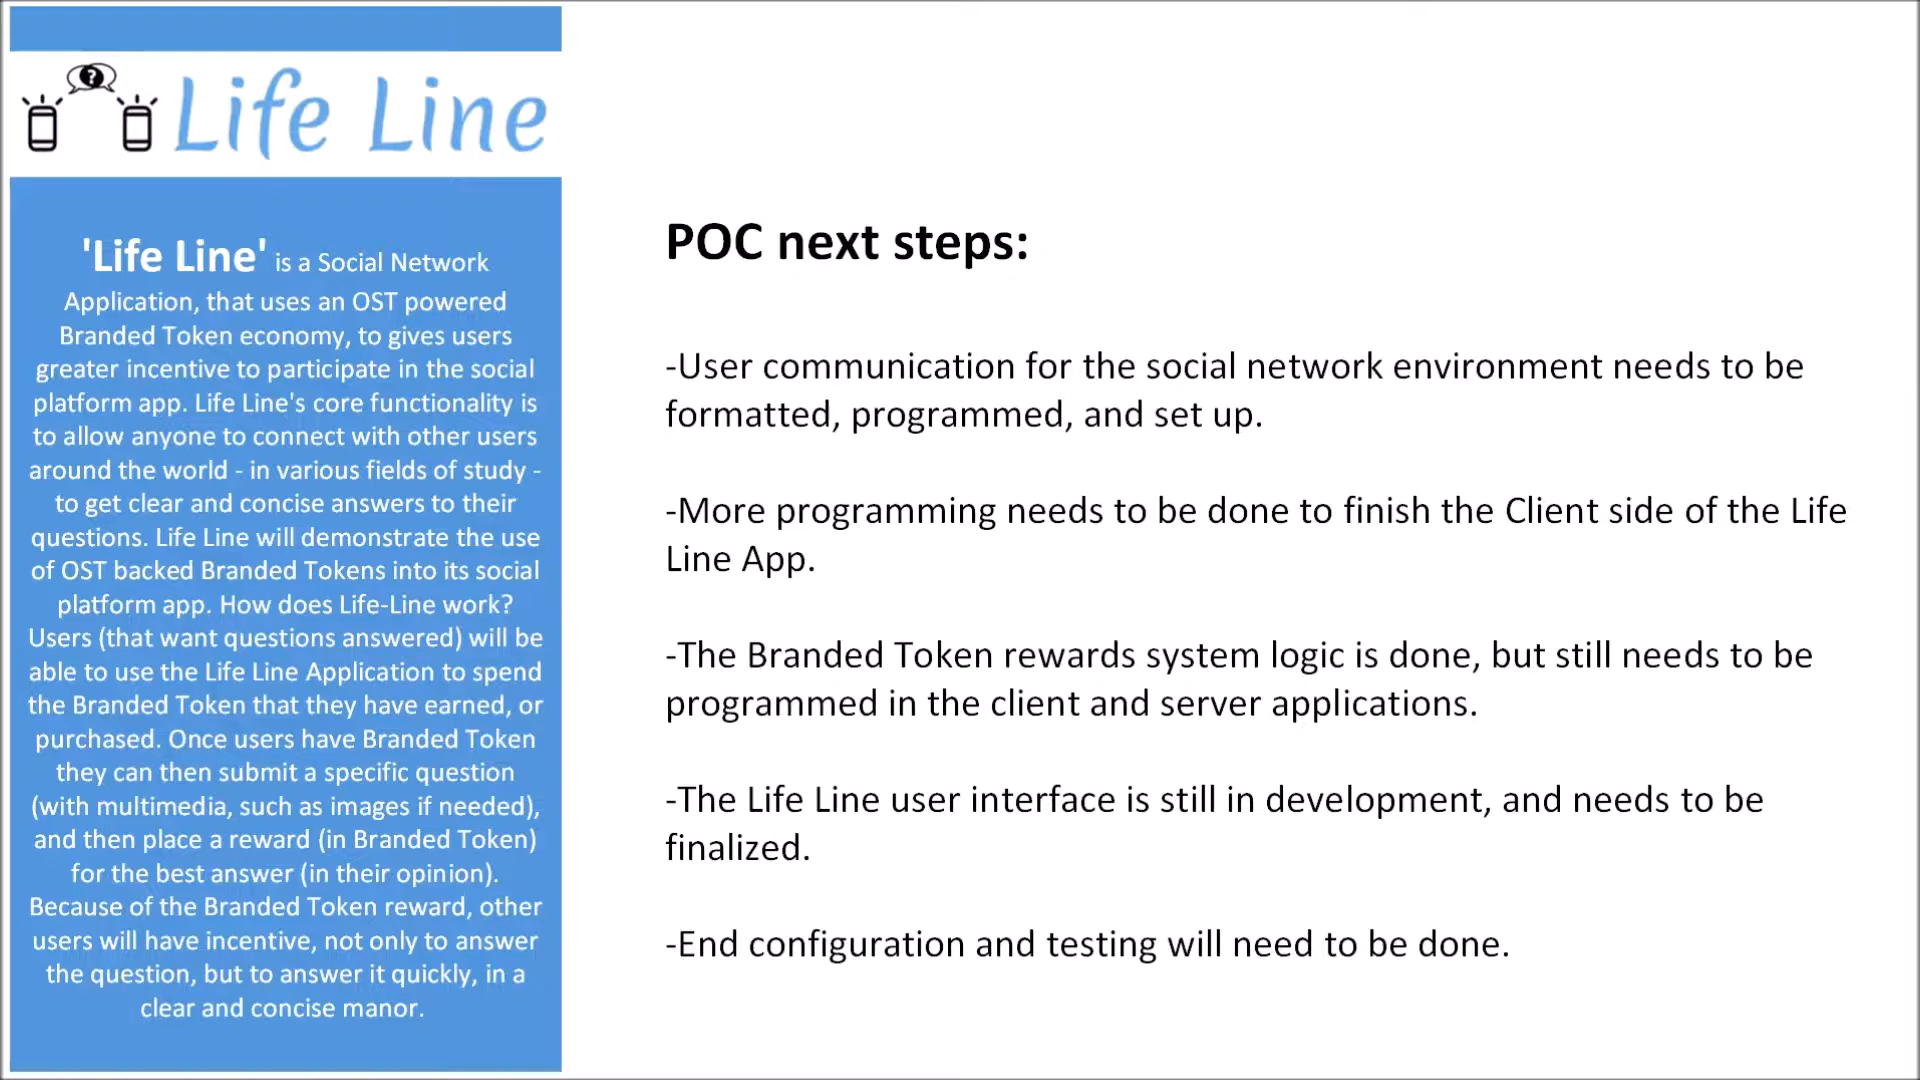 ?
Life Line
'Life Line' is a Social Network
Application, that uses an OST powered
Branded Token economy, to gives users
greater incentive to participate in the social
platform app. Life Line's core functionality is
to allow anyone to connect with other users
around the world - in various fields of study -
to get clear and concise answers to their
questions. Life Line will demonstrate the use
of OST backed Branded Tokens into its social
platform app. How does Life-Line work?
Users (that want questions answered) will be
able to use the Life Line Application to spend
the Branded Token that they have earned, or
purchased. Once users have Branded Token
they can then submit a specific question
(with multimedia, such as images if needed),
and then place a reward (in Branded Token)
for the best answer (in their opinion).
Because of the Branded Token reward, other
users will have incentive, not only to answer
the question, but to answer it quickly, in a
clear and concise manor.
POC next steps:
-User communication for the social network environment needs to be
formatted, programmed, and set up.
-More programming needs to be done to finish the Client side of the Life
Line App.
-The Branded Token rewards system logic is done, but still needs to be
programmed in the client and server applications.
-The Life Line user interface is still in development, and needs to be
finalized.
-End configuration and testing will need to be done.